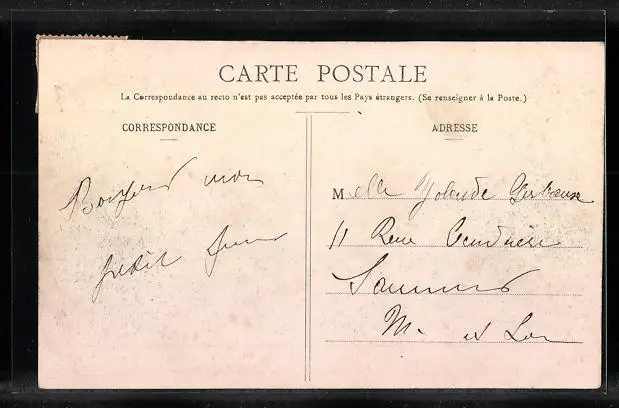 CARTE POSTALE
La Correspondance au recto n'est pas acceptée par tous les Pays étrangers. (Se renseigner à la Poste.)
CORRESPONDANCE
Bonjour mon
petit
ADRESSE
Melle Yolande
11 Rue
Saumur
M. et Loir